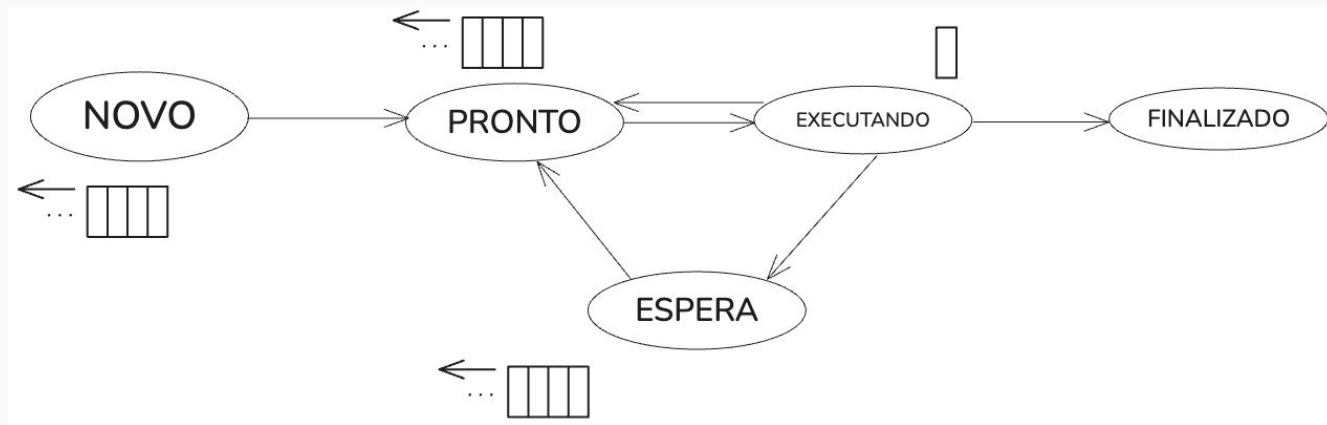 NOVO
PRONTO
EXECUTANDO
FINALIZADO
ESPERA
...
...
...